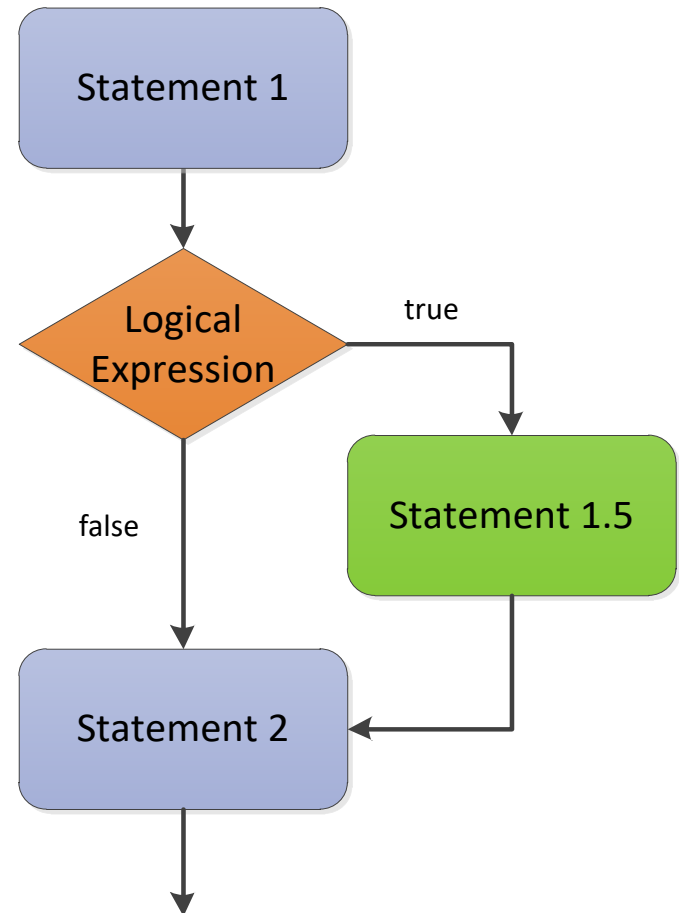 Statement 1
Logical
Expression
true
Statement 1.5
false
Statement 2